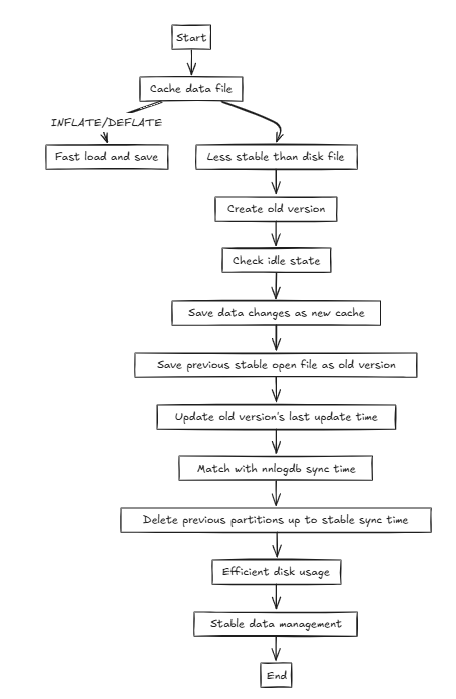 Start
Cache data file
INFLATE/DEFLATE
Fast load and save
Less stable than disk file
Create old version
Check idle state
Save data changes as new cache
Save previous stable open file as old version
Update old version's last update time
Match with nnlogdb sync time
Delete previous partitions up to stable sync time
Efficient disk usage
Stable data management
End